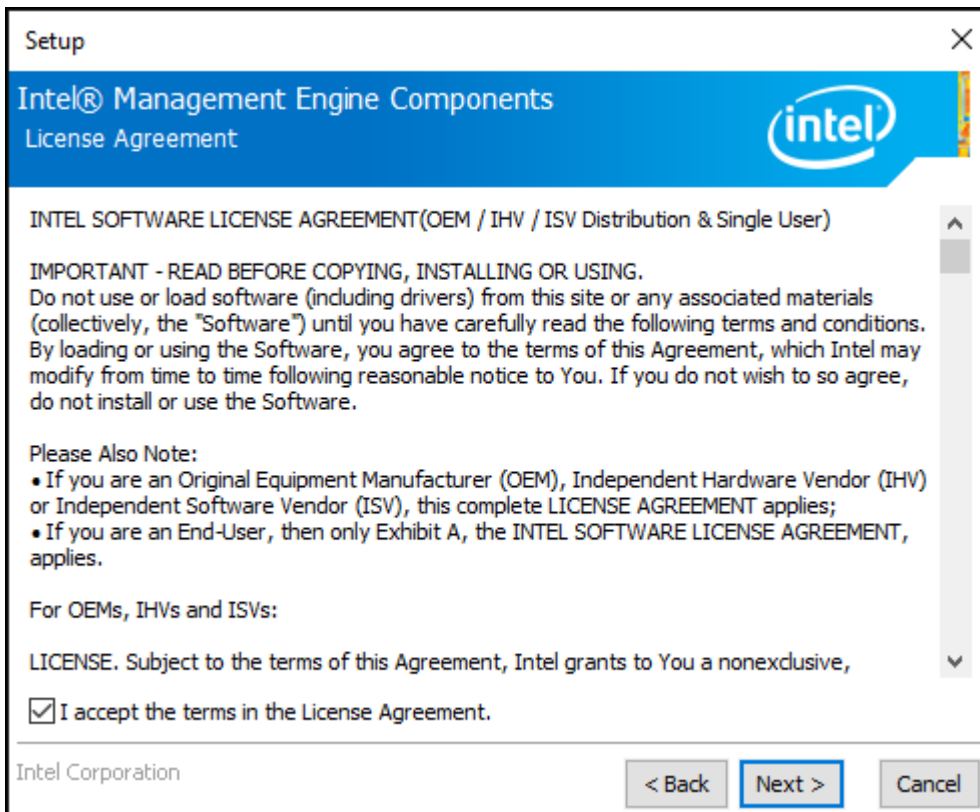 Setup
Intel® Management Engine Components
License Agreement
intel
INTEL SOFTWARE LICENSE AGREEMENT(OEM / IHV / ISV Distribution & Single User)
IMPORTANT - READ BEFORE COPYING, INSTALLING OR USING.
Do not use or load software (including drivers) from this site or any associated materials
(collectively, the "Software") until you have carefully read the following terms and conditions.
By loading or using the Software, you agree to the terms of this Agreement, which Intel may
modify from time to time following reasonable notice to You. If you do not wish to so agree,
do not install or use the Software.
Please Also Note:
• If you are an Original Equipment Manufacturer (OEM), Independent Hardware Vendor (IHV)
or Independent Software Vendor (ISV), this complete LICENSE AGREEMENT applies;
• If you are an End-User, then only Exhibit A, the INTEL SOFTWARE LICENSE AGREEMENT,
applies.
For OEMs, IHVs and ISVs:
LICENSE. Subject to the terms of this Agreement, Intel grants to You a nonexclusive,
I accept the terms in the License Agreement.
Intel Corporation
< Back
Next >
Cancel